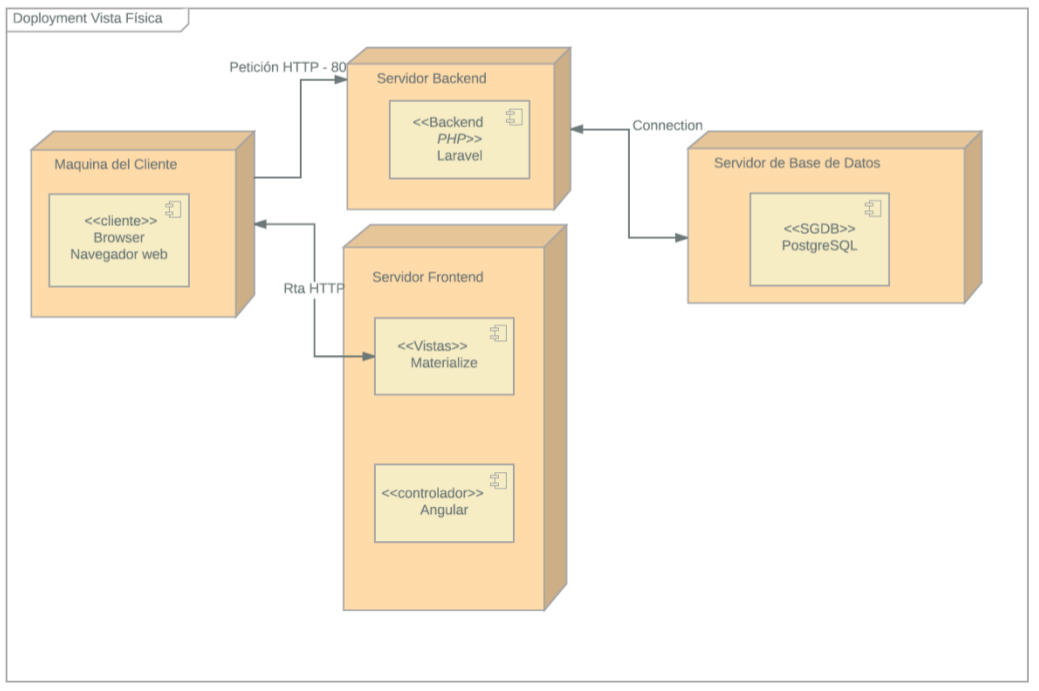 Doployment Vista Física
Petición HTTP - 80
Servidor Backend
<<Backend
PHP>>
Laravel
Connection
Maquina del Cliente
<<cliente>>
Browser
Navegador web
Servidor de Base de Datos
<<SGDB>>
PostgreSQL
Servidor Frontend
Rta HTTP
<<Vistas>>
Materialize
<<controlador>>
Angular